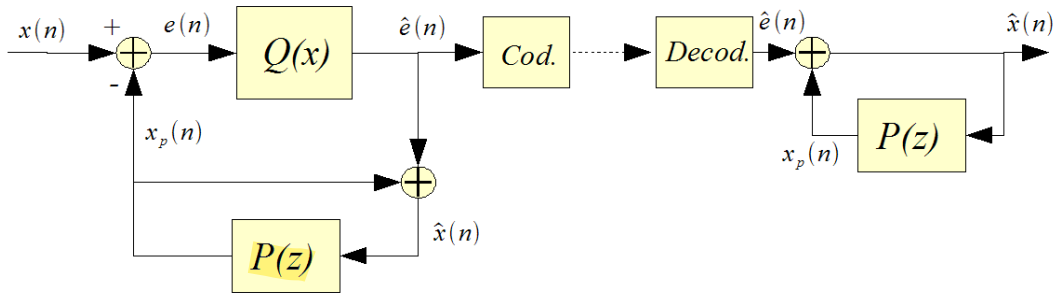 x(n) + e(n) Q(x) ê(n) Cod. Decod. ê(n) x̂(n)
-
x_p(n) x_p(n) P(z)
P(z) x̂(n)